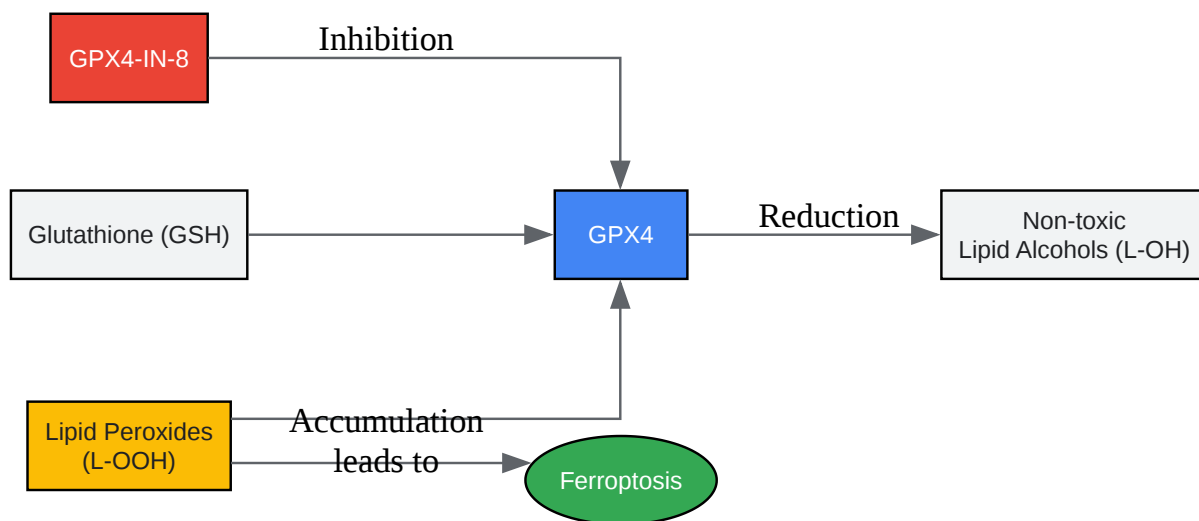 Inhibition
GPX4-IN-8
Glutathione (GSH)
GPX4
Reduction
Non-toxic
Lipid Alcohols (L-OH)
Lipid Peroxides
(L-OOH)
Accumulation
leads to
Ferroptosis